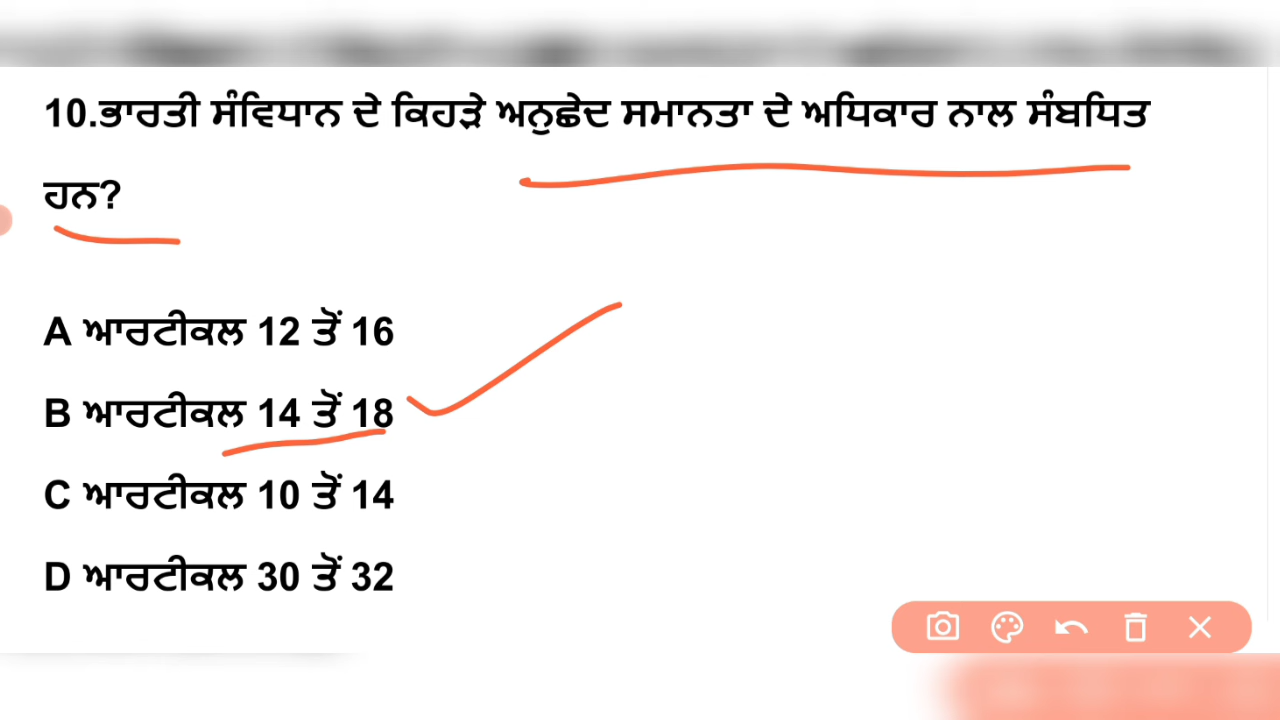 10.ਭਾਰਤੀ ਸੰਵਿਧਾਨ ਦੇ ਕਿਹੜੇ ਅਨੁਛੇਦ ਸਮਾਨਤਾ ਦੇ ਅਧਿਕਾਰ ਨਾਲ ਸੰਬਧਿਤ
ਹਨ?
A ਆਰਟੀਕਲ 12 ਤੋਂ 16
B ਆਰਟੀਕਲ 14 ਤੋਂ 18
C ਆਰਟੀਕਲ 10 ਤੋਂ 14
D ਆਰਟੀਕਲ 30 ਤੋਂ 32